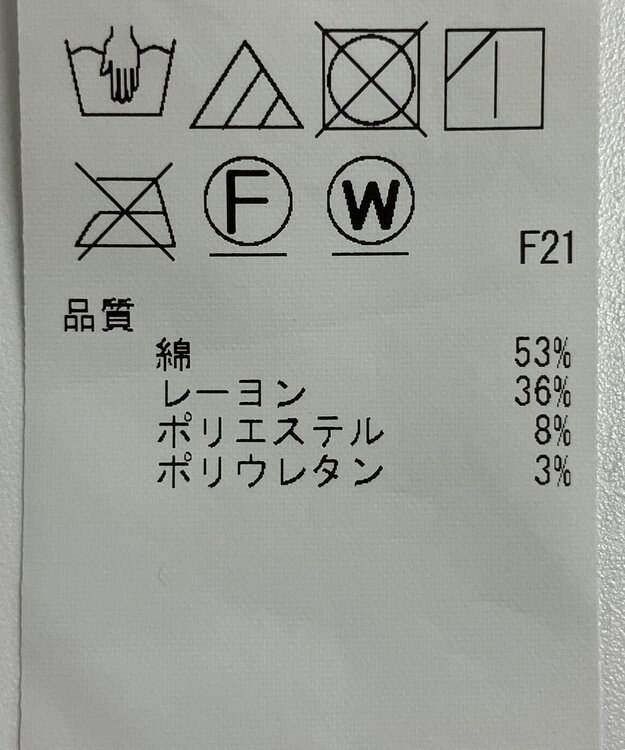 F W
F21
品質
綿 53%
レーヨン 36%
ポリエステル 8%
ポリウレタン 3%